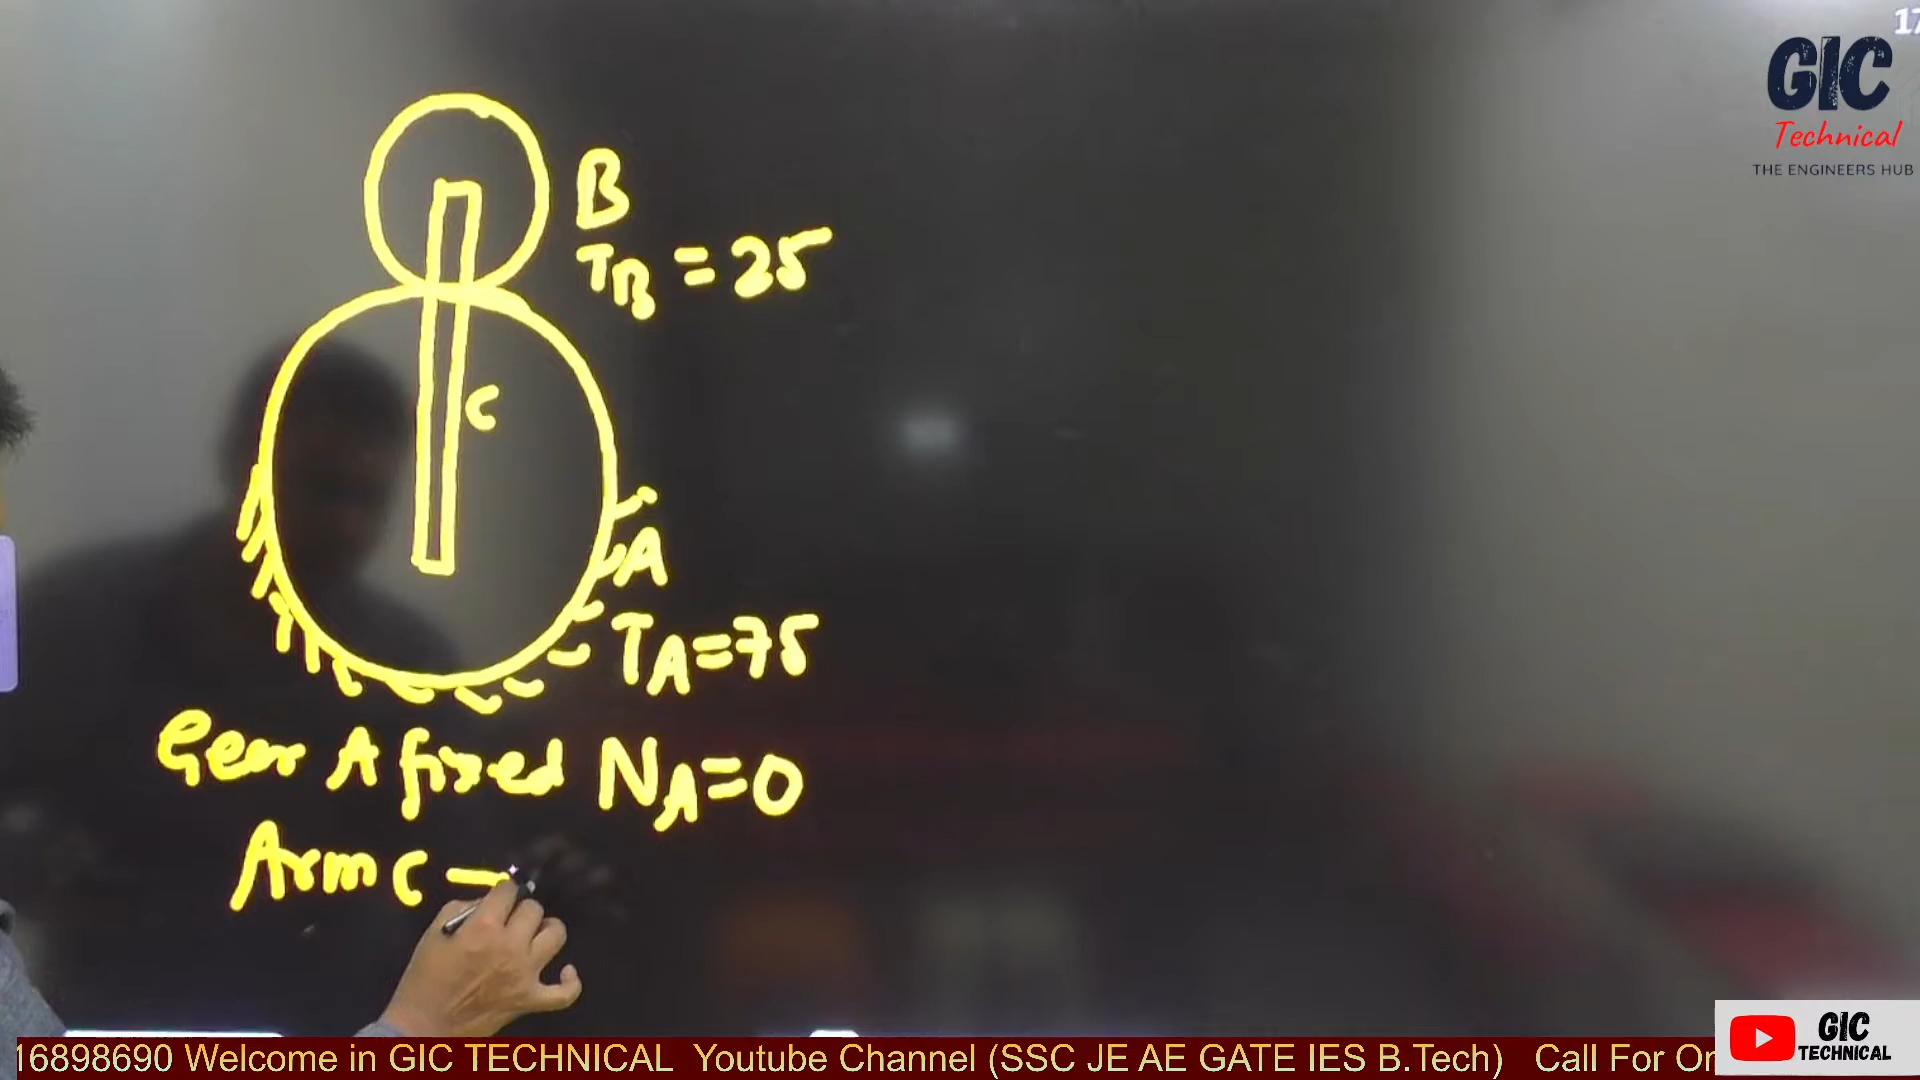 17
GIC
Technical
THE ENGINEERS HUB
B
TB = 25
C
A
TA=75
Gear A fixed NA=0
Arm C –
16898690 Welcome in GIC TECHNICAL Youtube Channel (SSC JE AE GATE IES B.Tech) Call For Or
GIC
TECHNICAL